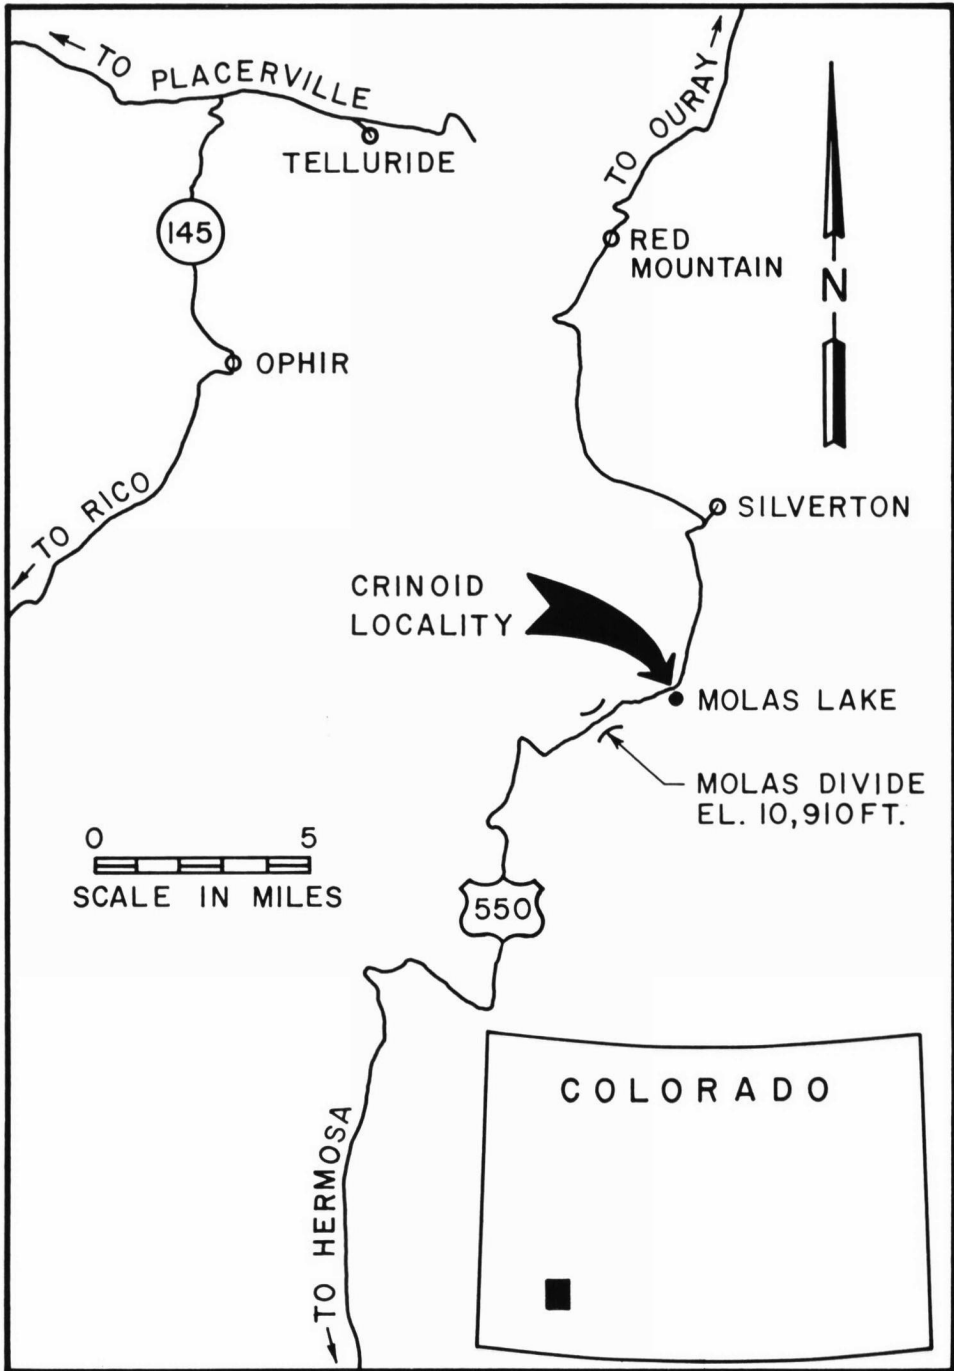 ← TO PLACERVILLE
TELLURIDE
145
OPHIR
← TO RICO
TO OURAY →
RED
MOUNTAIN
N
SILVERTON
CRINOID
LOCALITY
MOLAS LAKE
MOLAS DIVIDE
EL. 10,910 FT.
0 5
SCALE IN MILES
550
← TO HERMOSA
COLORADO